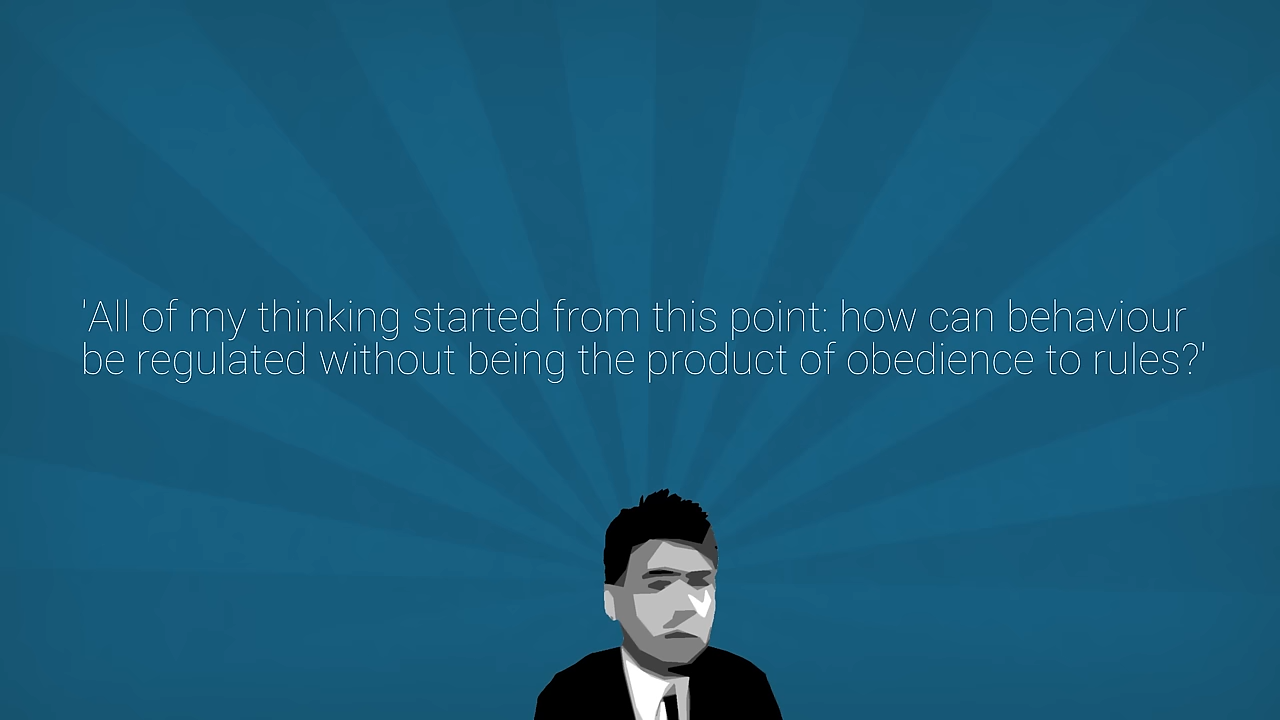 'All of my thinking started from this point: how can behaviour
be regulated without being the product of obedience to rules?'